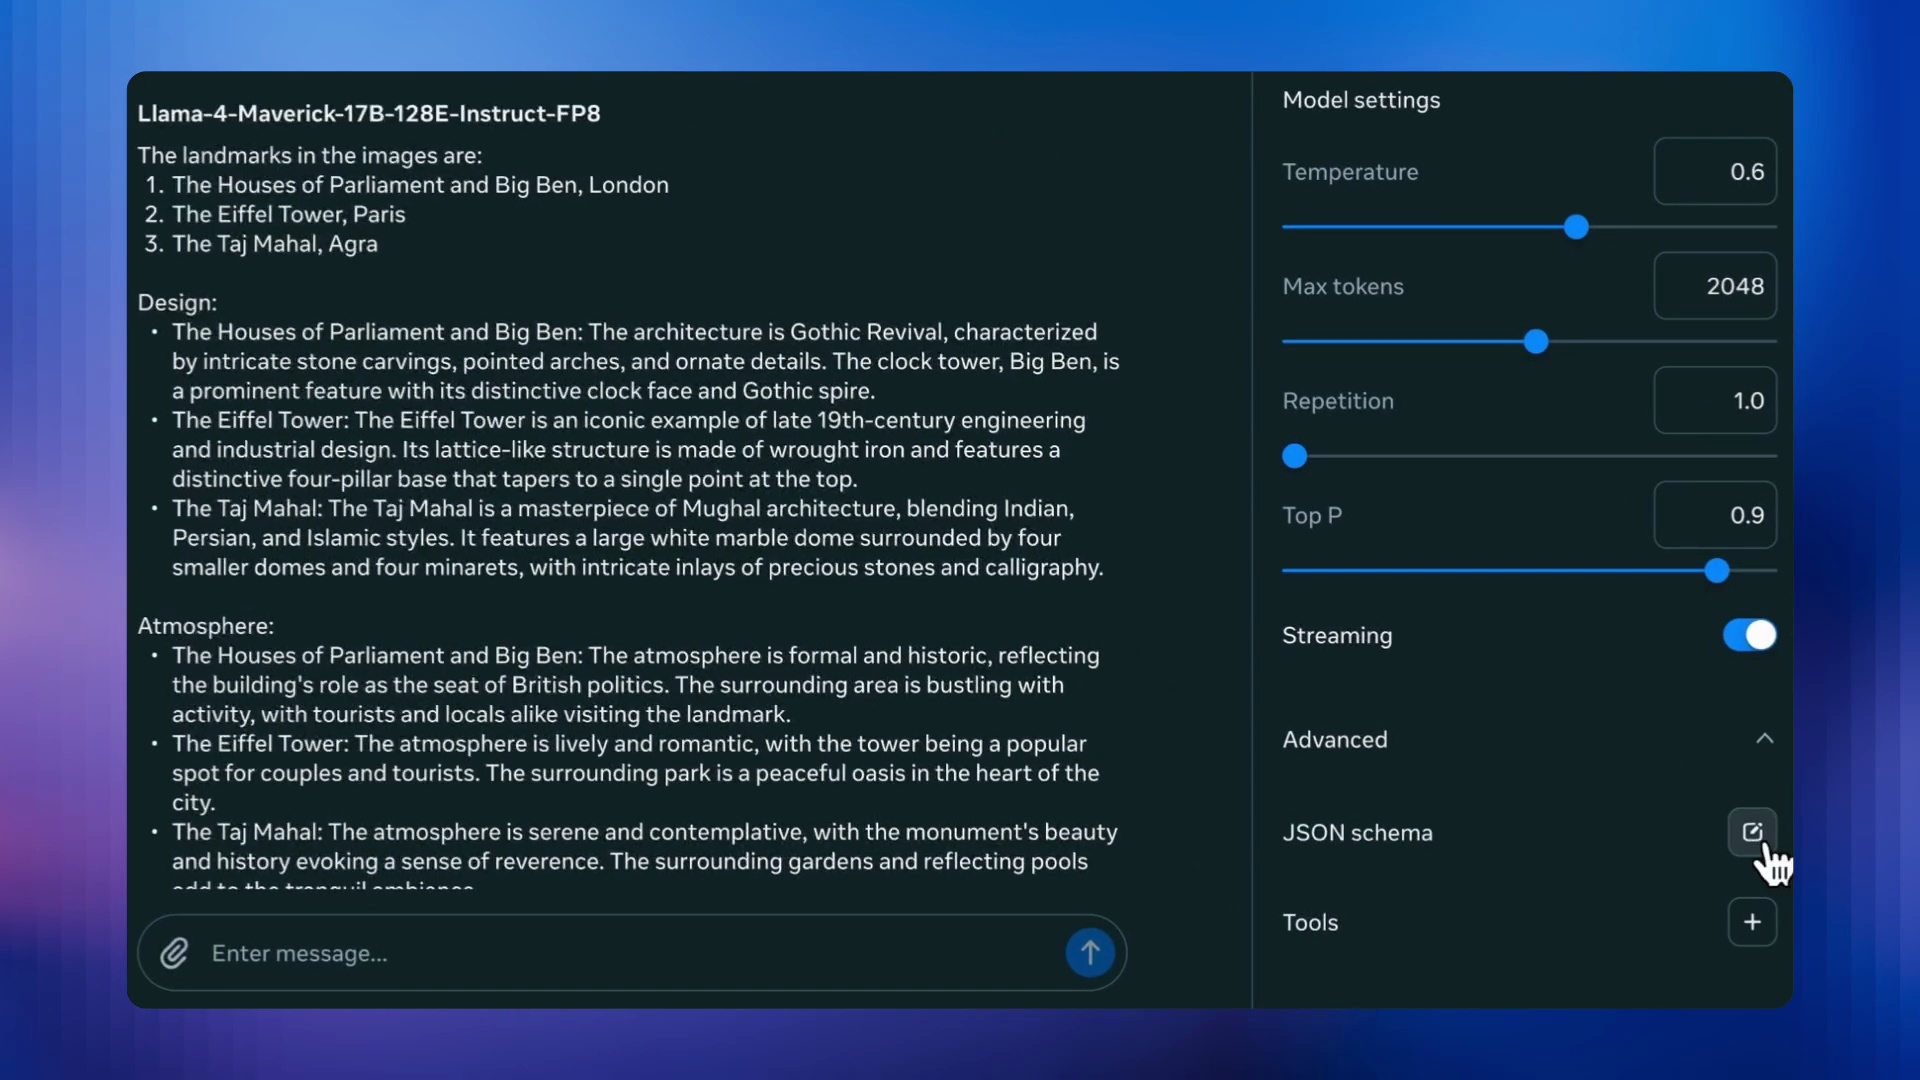 Llama-4-Maverick-17B-128E-Instruct-FP8
The landmarks in the images are:
1. The Houses of Parliament and Big Ben, London
2. The Eiffel Tower, Paris
3. The Taj Mahal, Agra
Design:
• The Houses of Parliament and Big Ben: The architecture is Gothic Revival, characterized
by intricate stone carvings, pointed arches, and ornate details. The clock tower, Big Ben, is
a prominent feature with its distinctive clock face and Gothic spire.
• The Eiffel Tower: The Eiffel Tower is an iconic example of late 19th-century engineering
and industrial design. Its lattice-like structure is made of wrought iron and features a
distinctive four-pillar base that tapers to a single point at the top.
• The Taj Mahal: The Taj Mahal is a masterpiece of Mughal architecture, blending Indian,
Persian, and Islamic styles. It features a large white marble dome surrounded by four
smaller domes and four minarets, with intricate inlays of precious stones and calligraphy.
Atmosphere:
• The Houses of Parliament and Big Ben: The atmosphere is formal and historic, reflecting
the building's role as the seat of British politics. The surrounding area is bustling with
activity, with tourists and locals alike visiting the landmark.
• The Eiffel Tower: The atmosphere is lively and romantic, with the tower being a popular
spot for couples and tourists. The surrounding park is a peaceful oasis in the heart of the
city.
• The Taj Mahal: The atmosphere is serene and contemplative, with the monument's beauty
and history evoking a sense of reverence. The surrounding gardens and reflecting pools
add to the tranquil ambience.
Enter message...
Model settings
Temperature 0.6
Max tokens 2048
Repetition 1.0
Top P 0.9
Streaming
Advanced
JSON schema
Tools